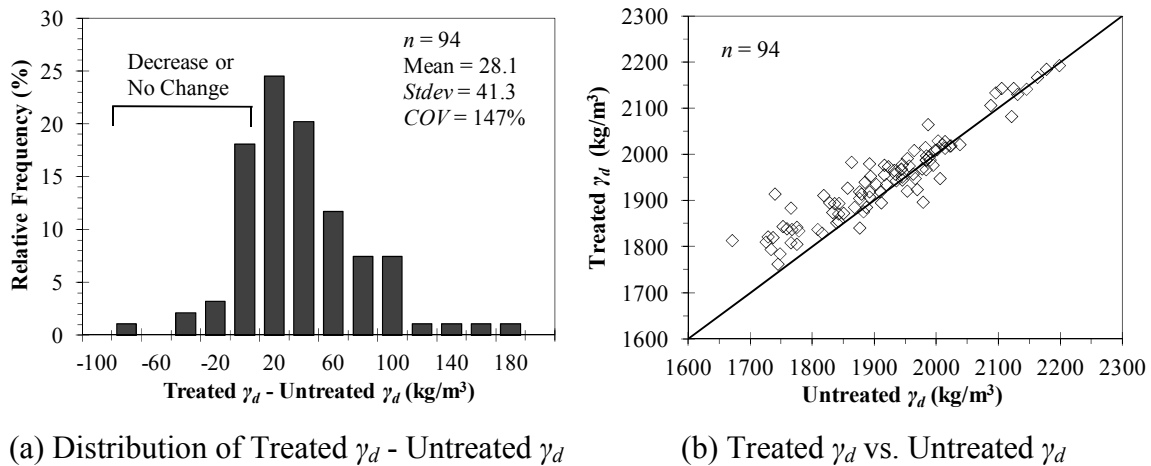 30
25
20
15
10
5
0
Relative Frequency (%)
Decrease or
No Change
n = 94
Mean = 28.1
Stdev = 41.3
COV = 147%
-100 -60 -20 20 60 100 140 180
Treated γd - Untreated γd (kg/m³)
(a) Distribution of Treated γd - Untreated γd
2300
2200
2100
2000
1900
1800
1700
1600
Treated γd (kg/m³)
n = 94
1600 1700 1800 1900 2000 2100 2200 2300
Untreated γd (kg/m³)
(b) Treated γd vs. Untreated γd